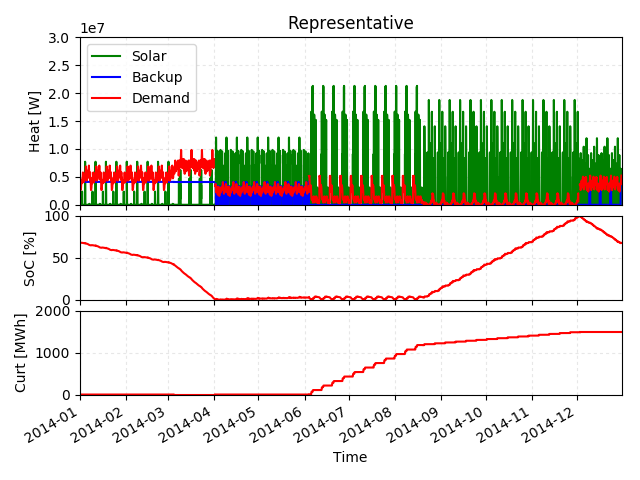 Representative
1e7
3.0
2.5
2.0
1.5
1.0
0.5
0.0
Heat [W]
Solar
Backup
Demand
100
50
0
SoC [%]
2000
1000
0
Curt [MWh]
2014-01
2014-02
2014-03
2014-04
2014-05
2014-06
2014-07
2014-08
2014-09
2014-10
2014-11
2014-12
Time